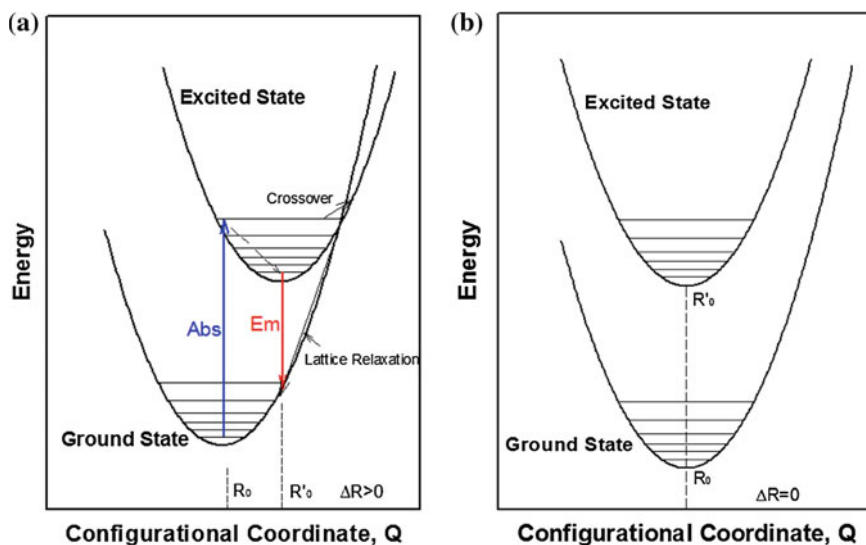 (a)
Excited State
Crossover
Energy
Abs
Em
Lattice Relaxation
Ground State
R₀
R'₀
ΔR>0
Configurational Coordinate, Q
(b)
Excited State
Energy
R'₀
Ground State
R₀
ΔR=0
Configurational Coordinate, Q